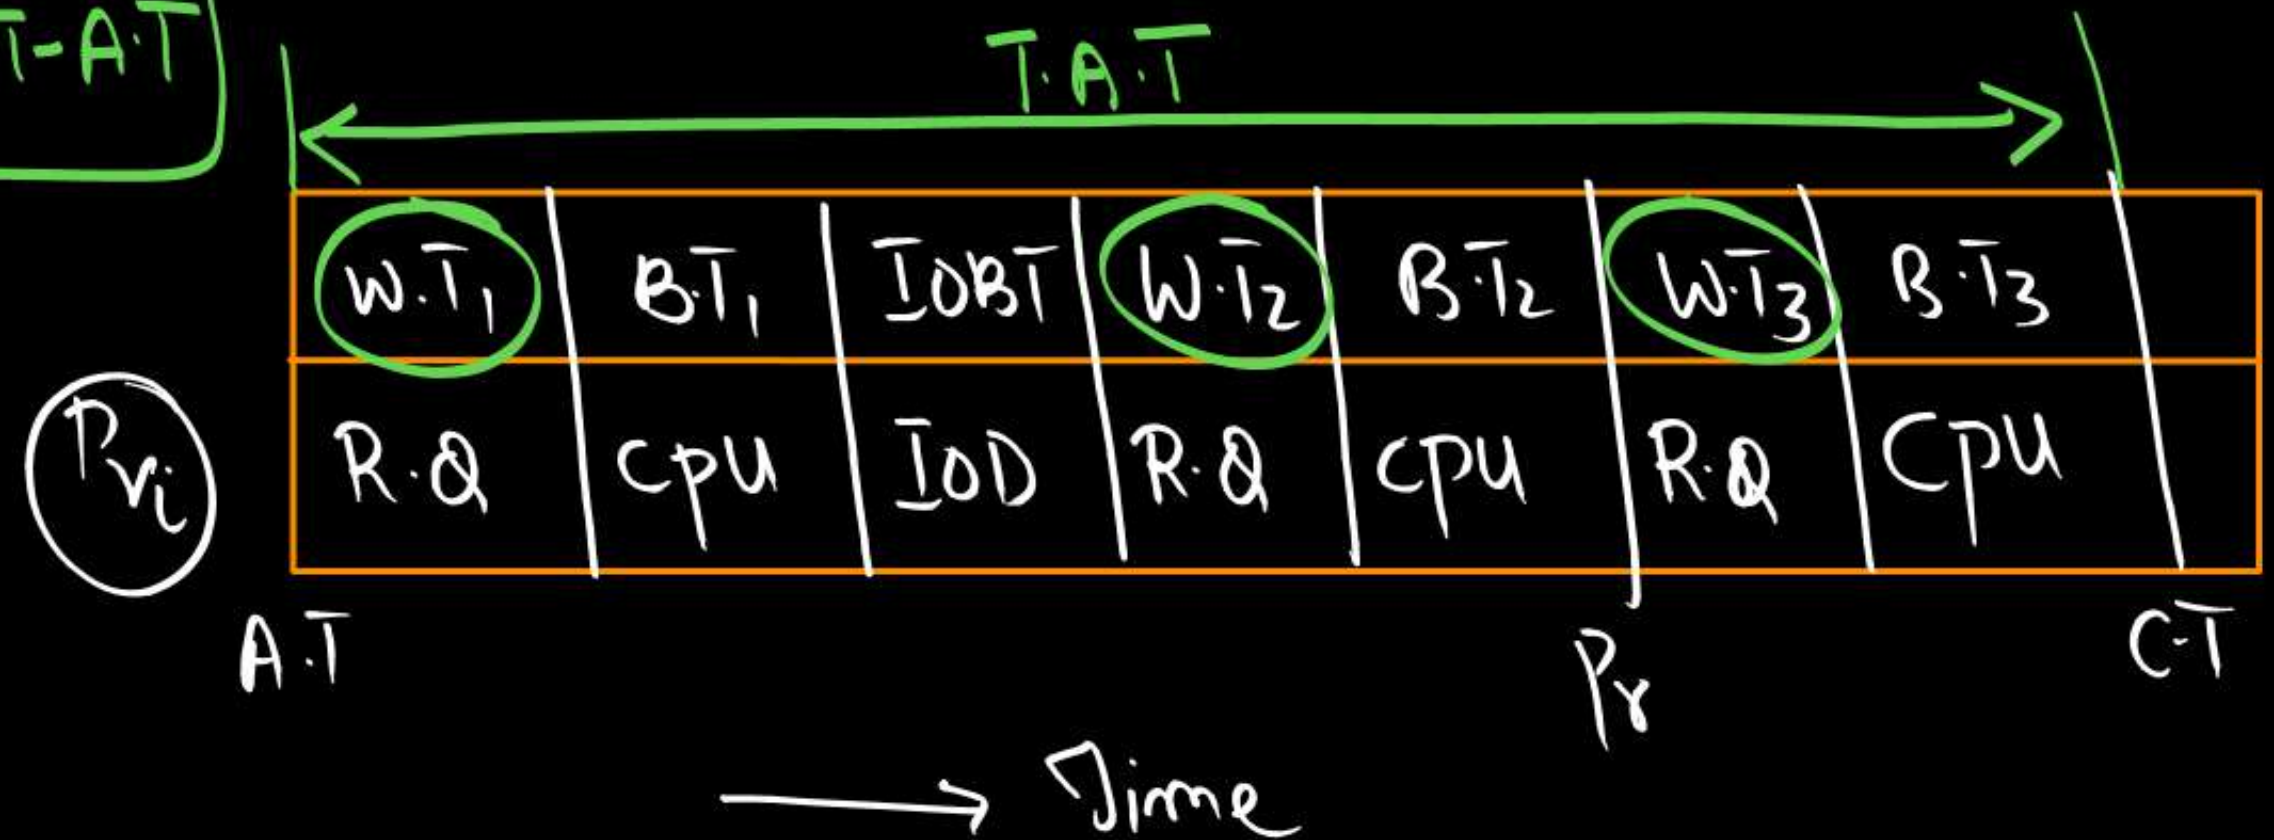 T-A.T
T.A.T
W.T1 B.T1 IOBT W.T2 B.T2 W.T3 B.T3
Pri R.Q CPU IOD R.Q CPU R.Q CPU
A.T Pr C.T
Time